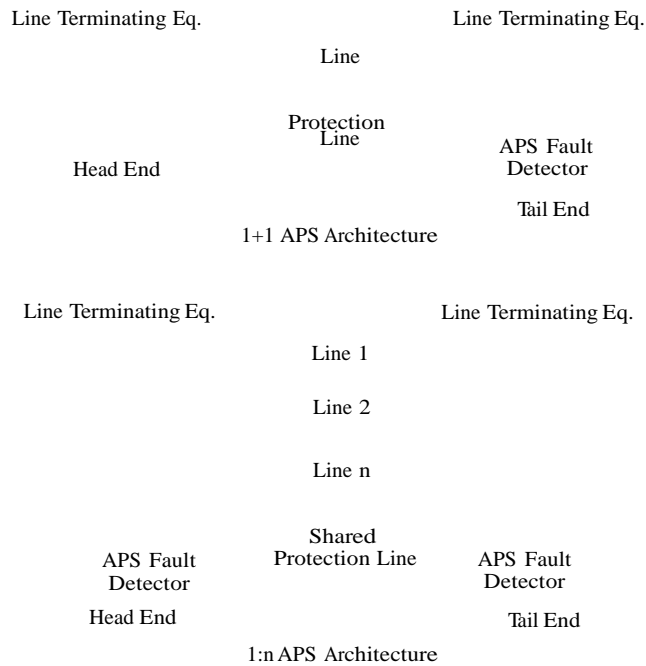 Line Terminating Eq. Line Terminating Eq.
Line
Protection
Line
APS Fault
Detector
Head End
Tail End
1+1 APS Architecture
Line Terminating Eq. Line Terminating Eq.
Line 1
Line 2
Line n
Shared
Protection Line
APS Fault
Detector
APS Fault
Detector
Head End
Tail End
1:n APS Architecture